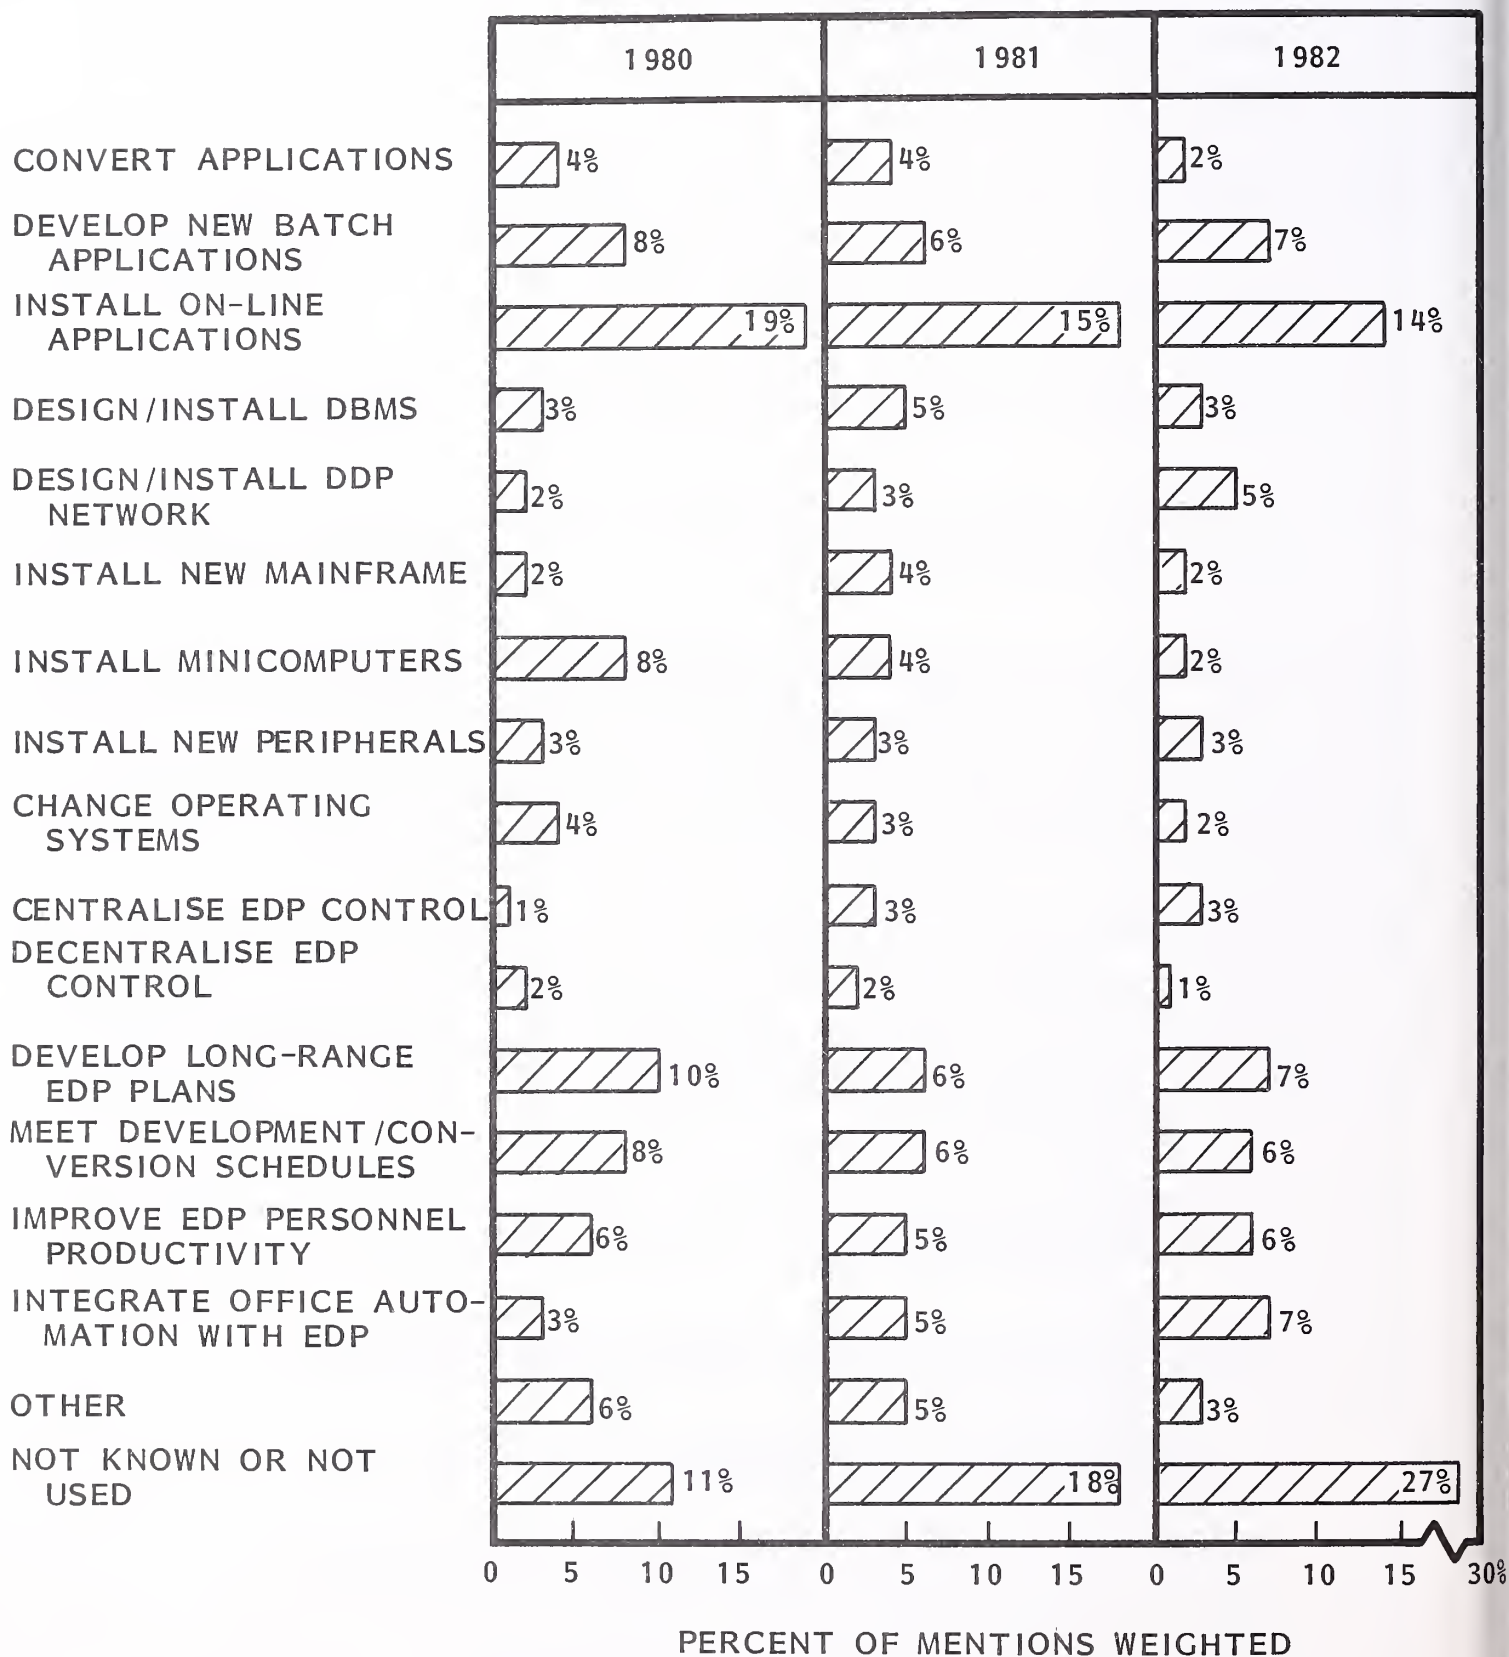 1980 1981 1982
CONVERT APPLICATIONS 4% 4% 2%
DEVELOP NEW BATCH
APPLICATIONS 8% 6% 7%
INSTALL ON-LINE
APPLICATIONS 19% 15% 14%
DESIGN/INSTALL DBMS 3% 5% 3%
DESIGN/INSTALL DDP
NETWORK 2% 3% 5%
INSTALL NEW MAINFRAME 2% 4% 2%
INSTALL MINICOMPUTERS 8% 4% 2%
INSTALL NEW PERIPHERALS 3% 3% 3%
CHANGE OPERATING
SYSTEMS 4% 3% 2%
CENTRALISE EDP CONTROL 1% 3% 3%
DECENTRALISE EDP
CONTROL 2% 2% 1%
DEVELOP LONG-RANGE
EDP PLANS 10% 6% 7%
MEET DEVELOPMENT/CON-
VERSION SCHEDULES 8% 6% 6%
IMPROVE EDP PERSONNEL
PRODUCTIVITY 6% 5% 6%
INTEGRATE OFFICE AUTO-
MATION WITH EDP 3% 5% 7%
OTHER 6% 5% 3%
NOT KNOWN OR NOT
USED 11% 18% 27%
0 5 10 15 0 5 10 15 0 5 10 15 30%
PERCENT OF MENTIONS WEIGHTED